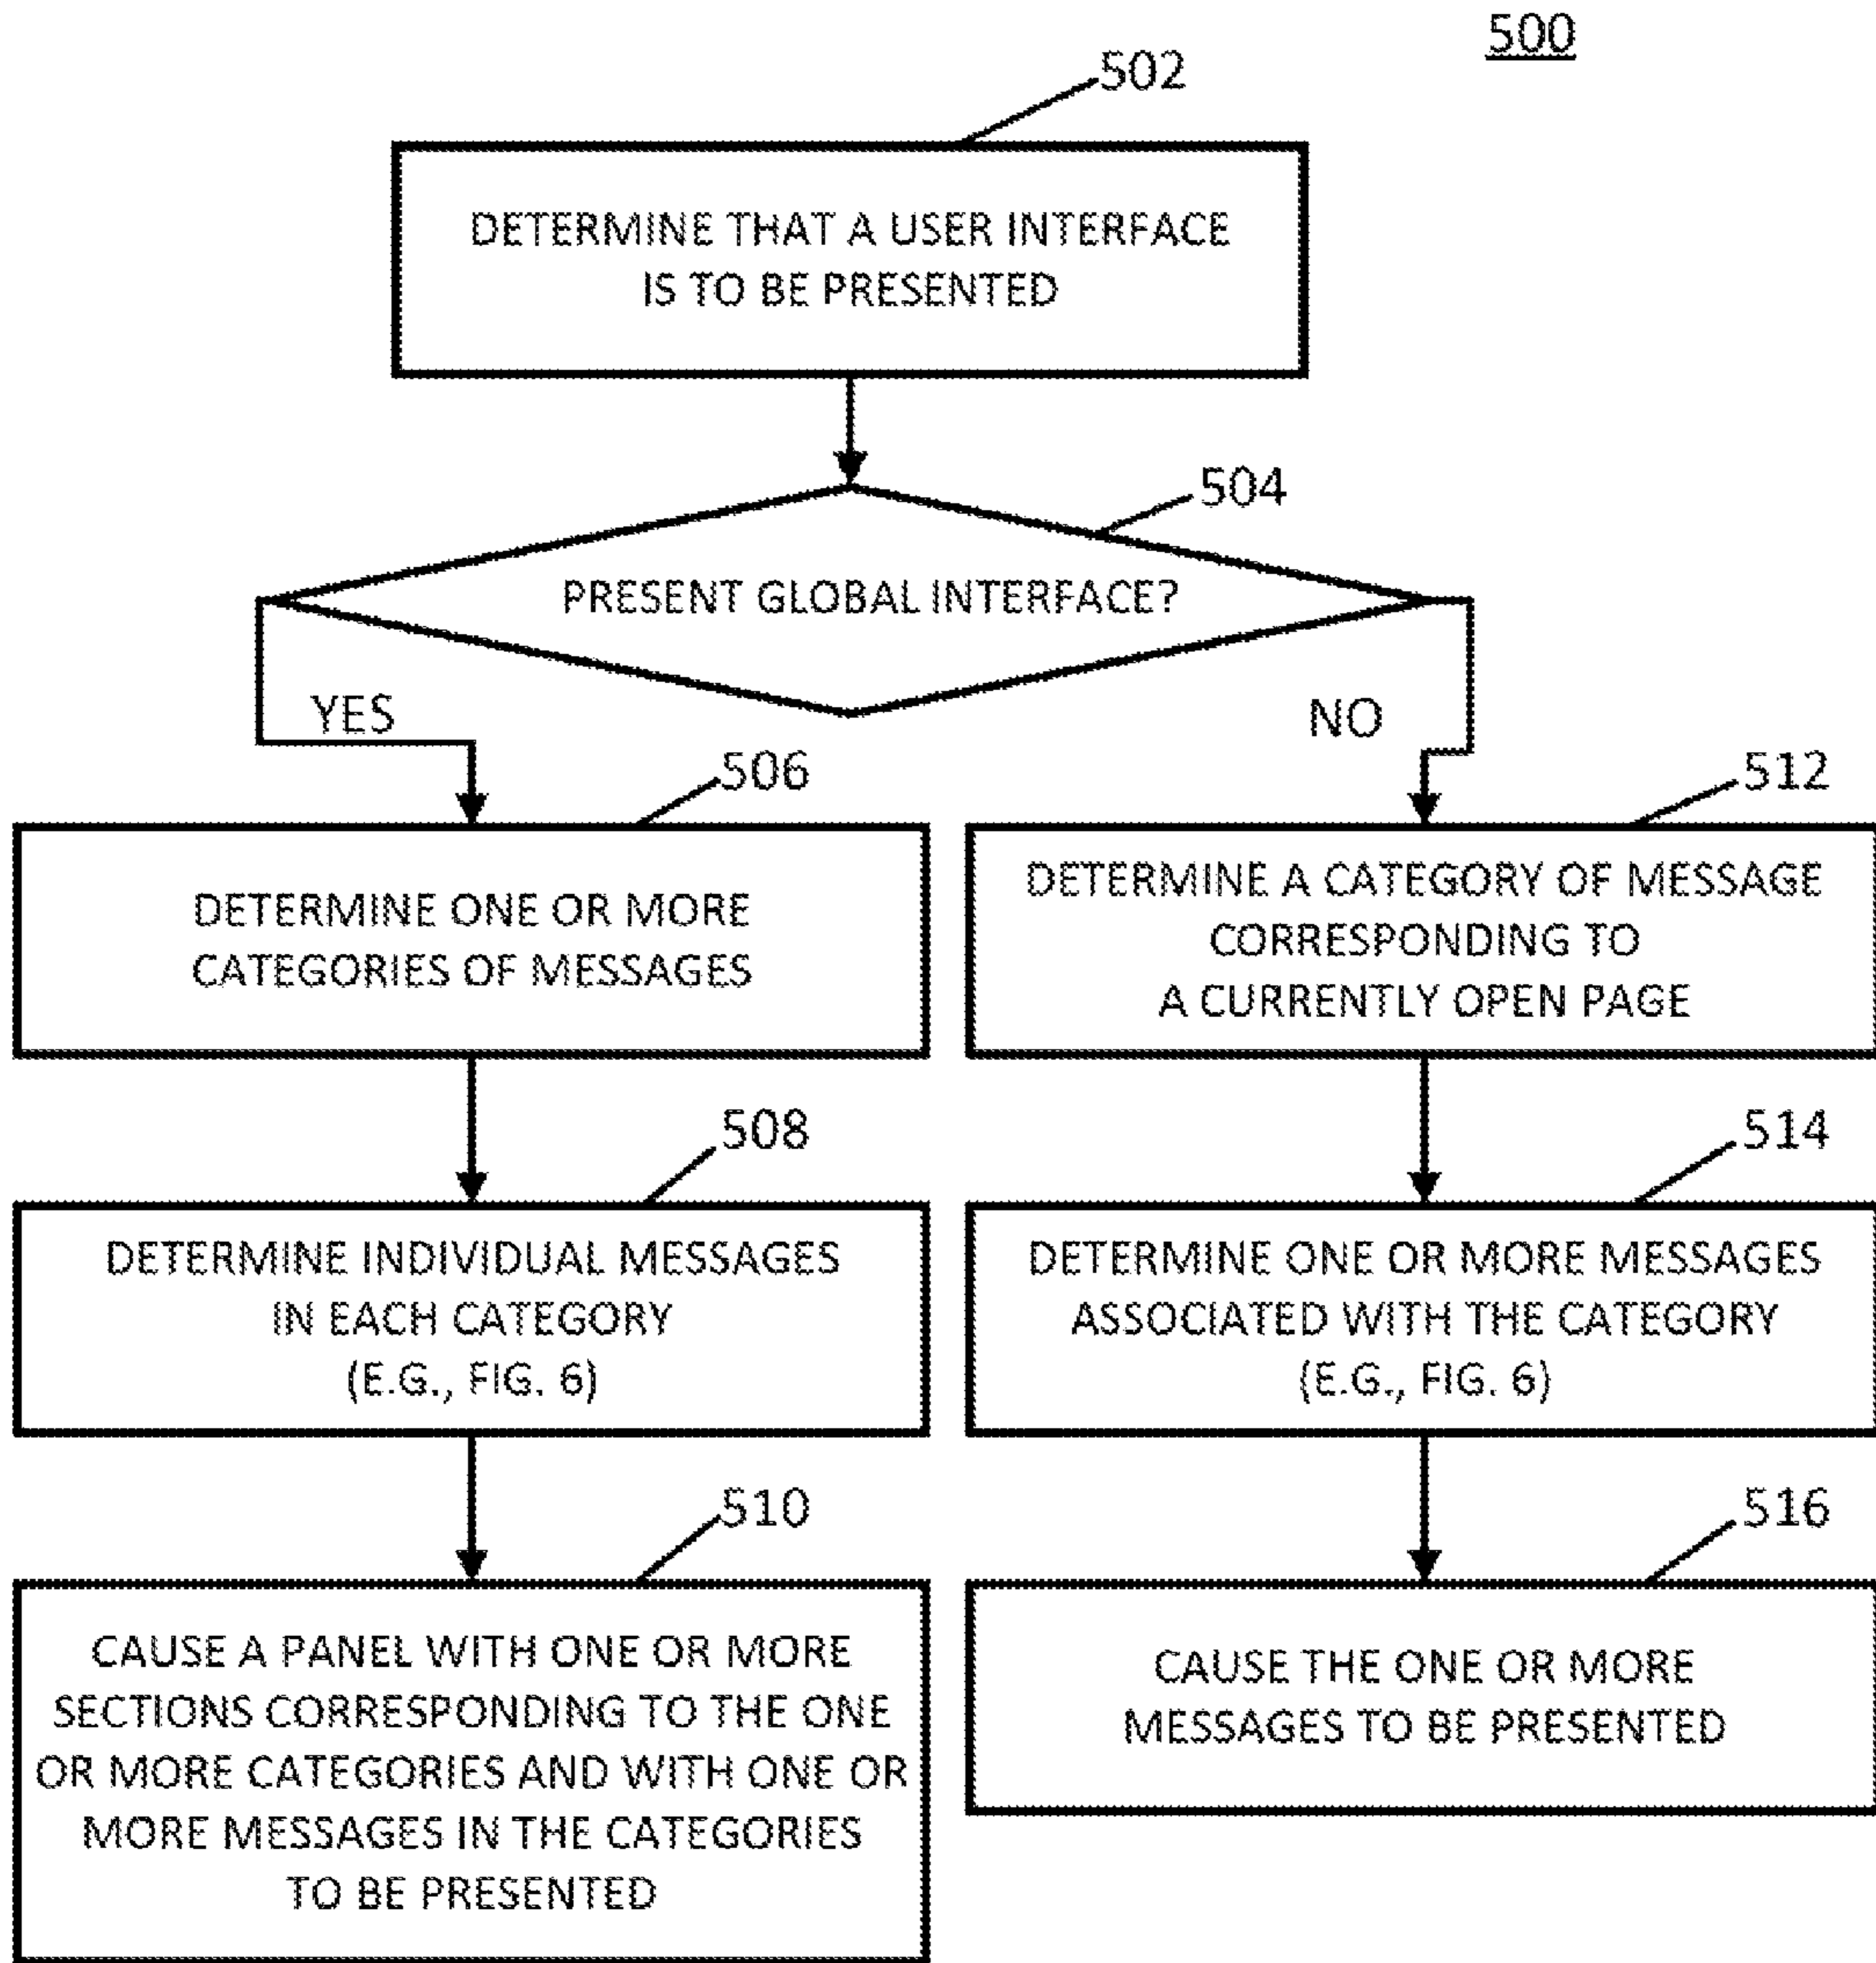 500
502
DETERMINE THAT A USER INTERFACE
IS TO BE PRESENTED
504
PRESENT GLOBAL INTERFACE?
YES
NO
506
DETERMINE ONE OR MORE
CATEGORIES OF MESSAGES
512
DETERMINE A CATEGORY OF MESSAGE
CORRESPONDING TO
A CURRENTLY OPEN PAGE
508
DETERMINE INDIVIDUAL MESSAGES
IN EACH CATEGORY
(E.G., FIG. 6)
514
DETERMINE ONE OR MORE MESSAGES
ASSOCIATED WITH THE CATEGORY
(E.G., FIG. 6)
510
CAUSE A PANEL WITH ONE OR MORE
SECTIONS CORRESPONDING TO THE ONE
OR MORE CATEGORIES AND WITH ONE OR
MORE MESSAGES IN THE CATEGORIES
TO BE PRESENTED
516
CAUSE THE ONE OR MORE
MESSAGES TO BE PRESENTED